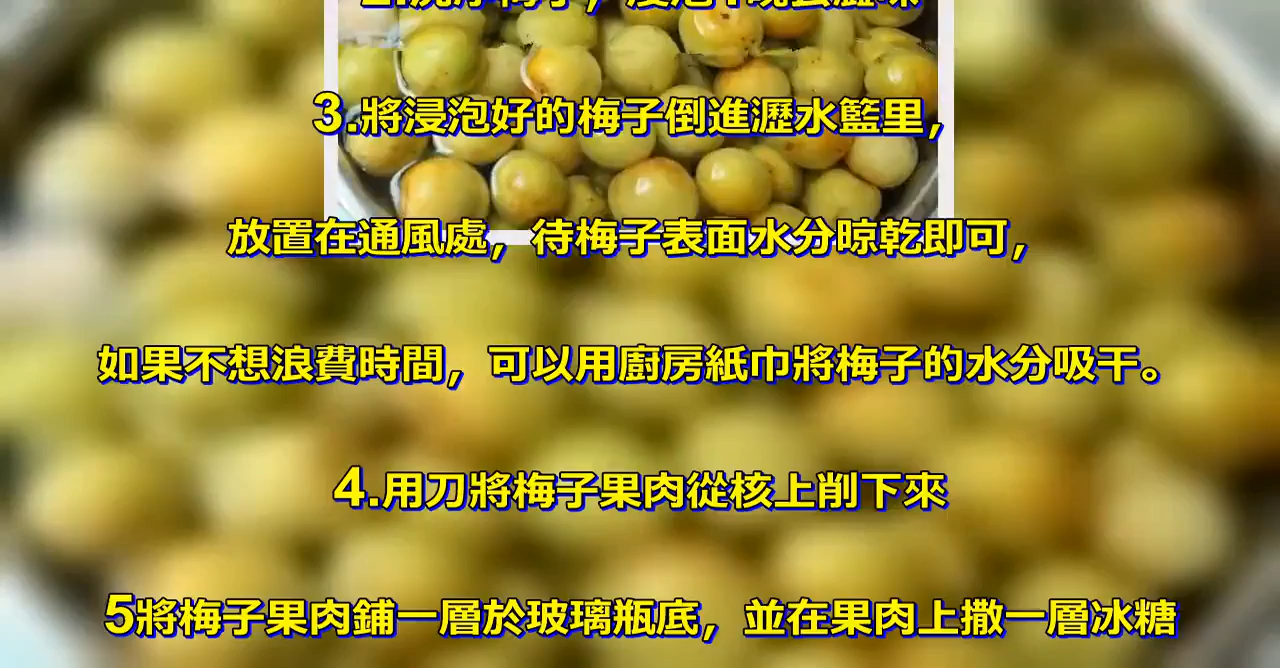 3.將浸泡好的梅子倒進瀝水籃里，
放置在通風處，待梅子表面水分晾乾即可，
如果不想浪費時間，可以用廚房紙巾將梅子的水分吸干。
4.用刀將梅子果肉從核上削下來
5將梅子果肉鋪一層於玻璃瓶底，並在果肉上撒一層冰糖